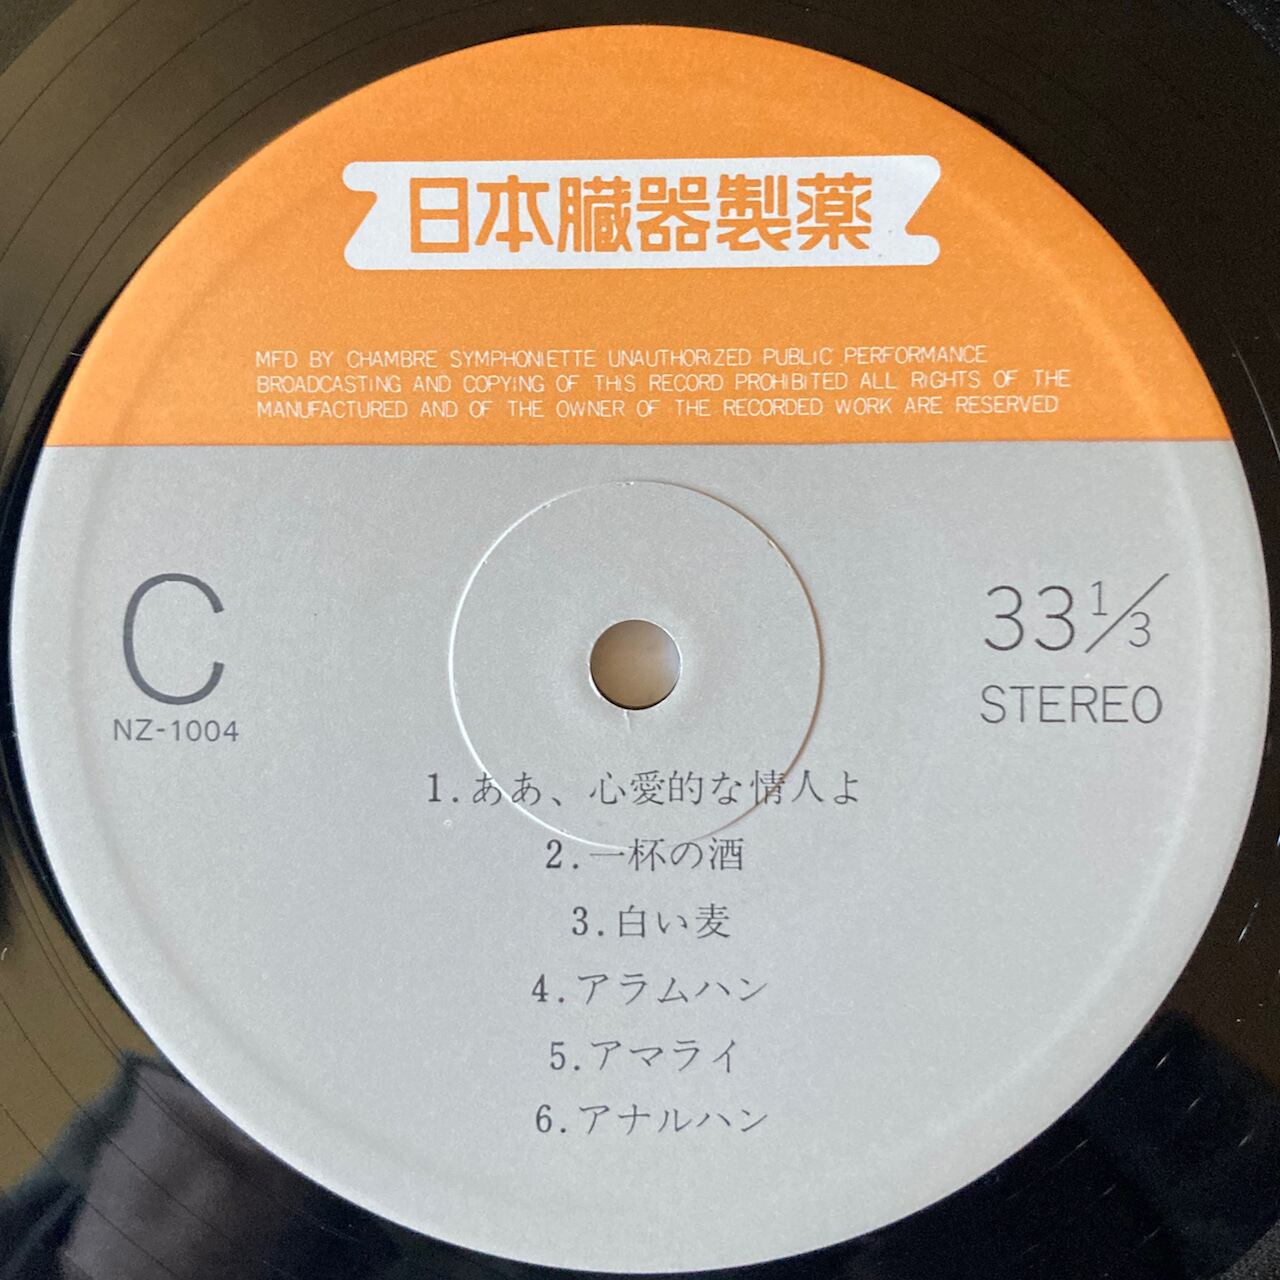 日本臓器製薬
MFD BY CHAMBRE SYMPHONIETTE UNAUTHORIZED PUBLIC PERFORMANCE
BROADCASTING AND COPYING OF THIS RECORD PROHIBITED ALL RIGHTS OF THE
MANUFACTURED AND OF THE OWNER OF THE RECORDED WORK ARE RESERVED
C
NZ-1004
33 1/3
STEREO
1.ああ、心愛的な情人よ
2.一杯の酒
3.白い麦
4.アラムハン
5.アマライ
6.アナルハン